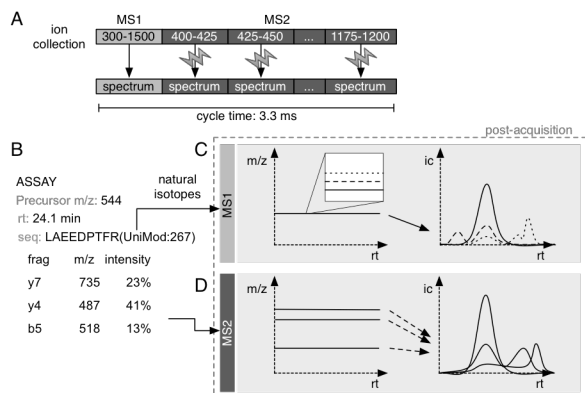 A
MS1 MS2
ion collection
300-1500 400-425 425-450 ... 1175-1200
spectrum spectrum spectrum ... spectrum
cycle time: 3.3 ms
post-acquisition
B
ASSAY
Precursor m/z: 544
rt: 24.1 min
seq: LAEEDPTFR(UniMod:267)
frag m/z intensity
y7 735 23%
y4 487 41%
b5 518 13%
natural isotopes
C
MS1
m/z
rt
ic
rt
D
MS2
m/z
rt
ic
rt